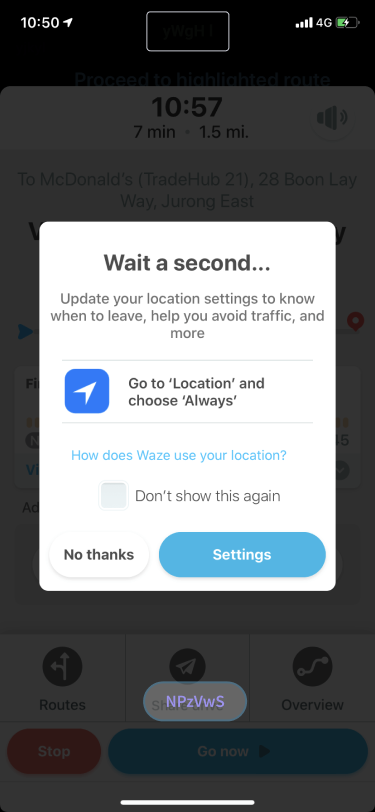 10:50
4G
yWgH l
Proceed to highlighted route
10:57
7 min • 1.5 mi.
To McDonald's (TradeHub 21), 28 Boon Lay
Way, Jurong East
Wait a second...
Update your location settings to know
when to leave, help you avoid traffic, and
more
Go to ‘Location’ and
choose ‘Always’
How does Waze use your location?
Don't show this again
No thanks
Settings
Routes
NPzVwS
Overview
Stop
Go now